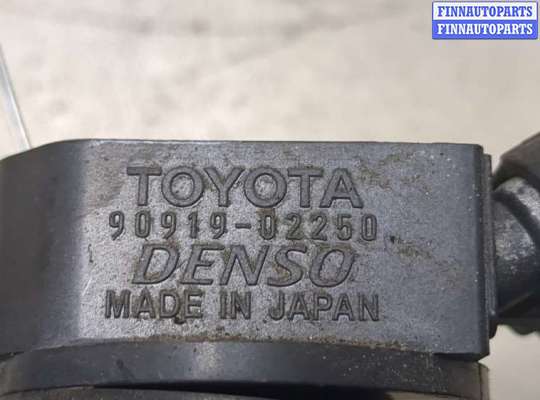 FINNAUTOPARTS
FINNAUTOPARTS
TOYOTA
90919-02250
DENSO
MADE IN JAPAN